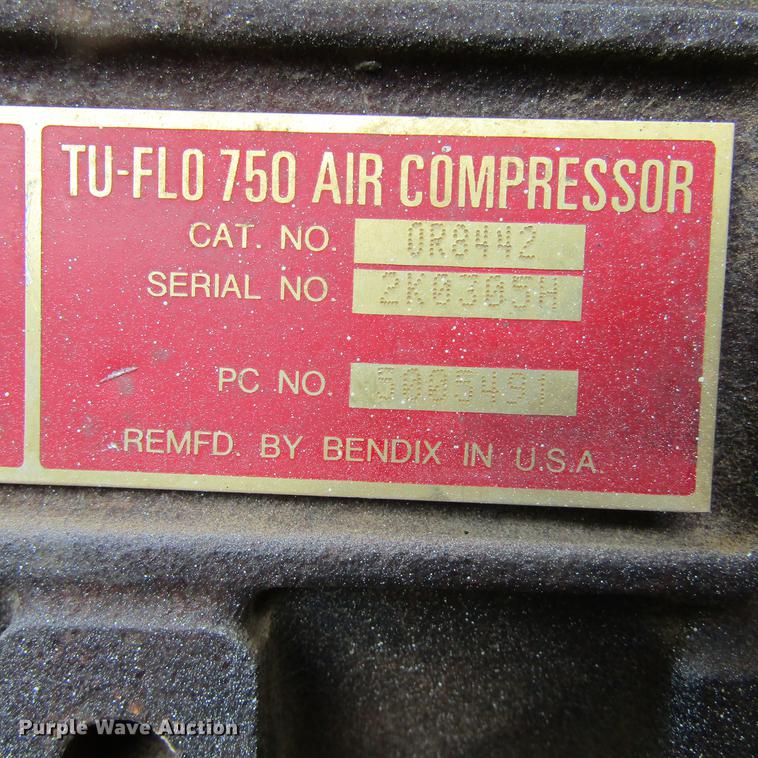 TU-FLO 750 AIR COMPRESSOR
CAT. NO. OR8442
SERIAL NO. 2K0305H
PC. NO. 5005491
REMFD. BY BENDIX IN U.S.A.
Purple Wave Auction